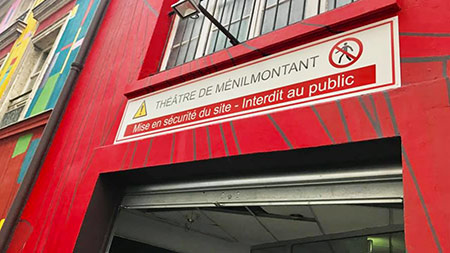 THÉÂTRE DE MÉNILMONTANT
Mise en sécurité du site - Interdit au public